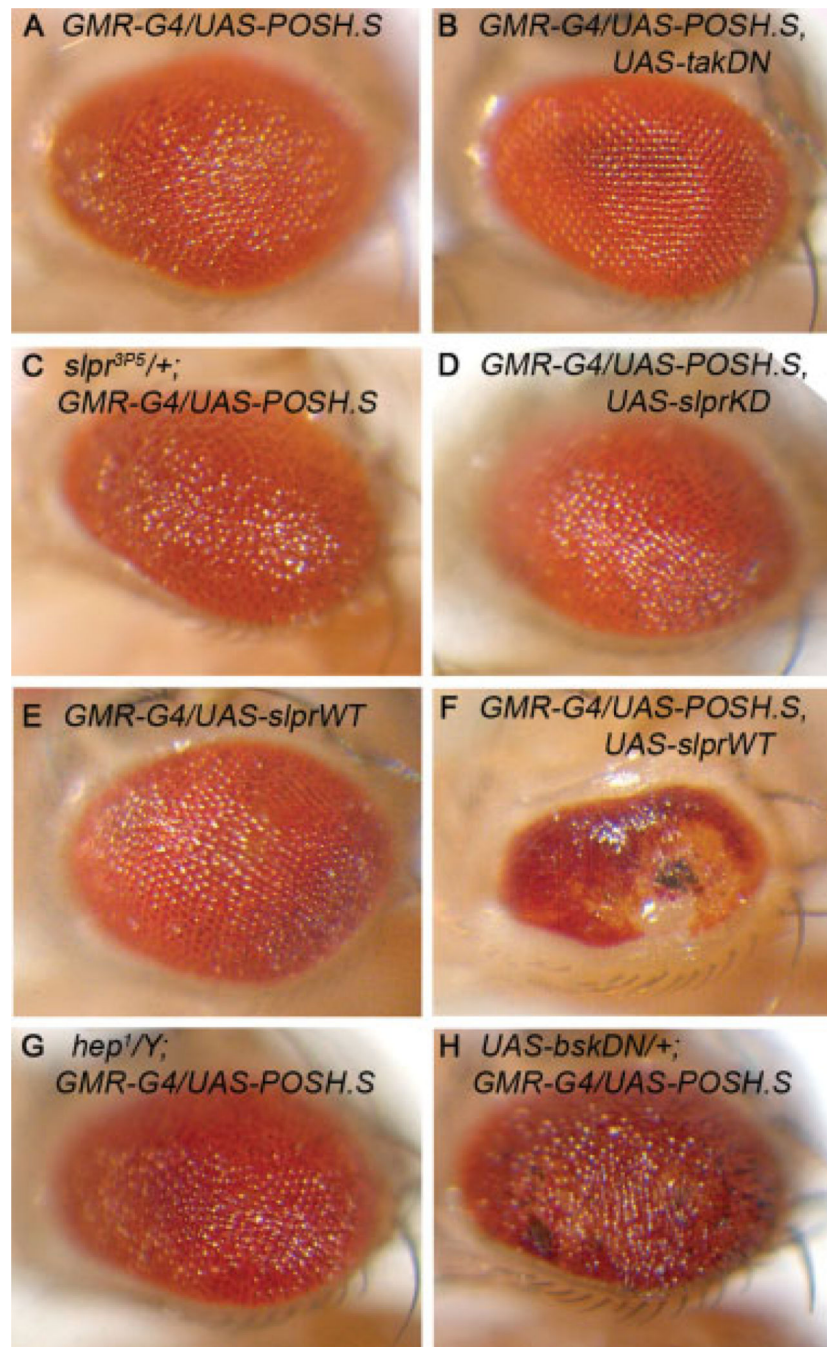 A GMR-G4/UAS-POSH.S
B GMR-G4/UAS-POSH.S,
UAS-takDN
C slpr3P5/+;
GMR-G4/UAS-POSH.S
D GMR-G4/UAS-POSH.S,
UAS-slprKD
E GMR-G4/UAS-slprWT
F GMR-G4/UAS-POSH.S,
UAS-slprWT
G hep1/Y;
GMR-G4/UAS-POSH.S
H UAS-bskDN/+;
GMR-G4/UAS-POSH.S